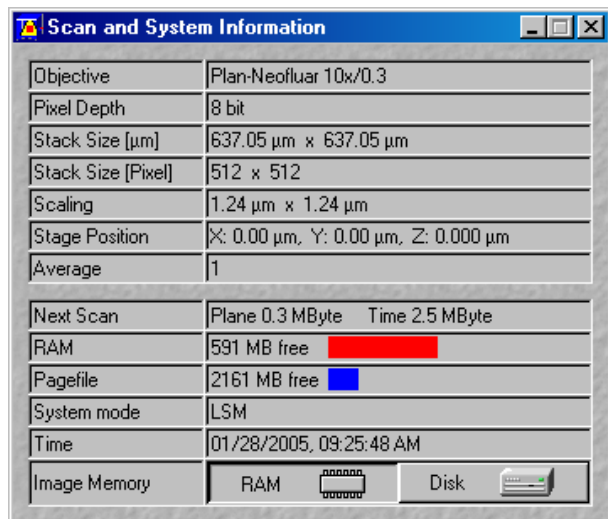 Scan and System Information
Objective Plan-Neofluar 10x/0.3
Pixel Depth 8 bit
Stack Size [µm] 637.05 µm x 637.05 µm
Stack Size [Pixel] 512 x 512
Scaling 1.24 µm x 1.24 µm
Stage Position X: 0.00 µm, Y: 0.00 µm, Z: 0.000 µm
Average 1
Next Scan Plane 0.3 MByte Time 2.5 MByte
RAM 591 MB free
Pagefile 2161 MB free
System mode LSM
Time 01/28/2005, 09:25:48 AM
Image Memory RAM Disk